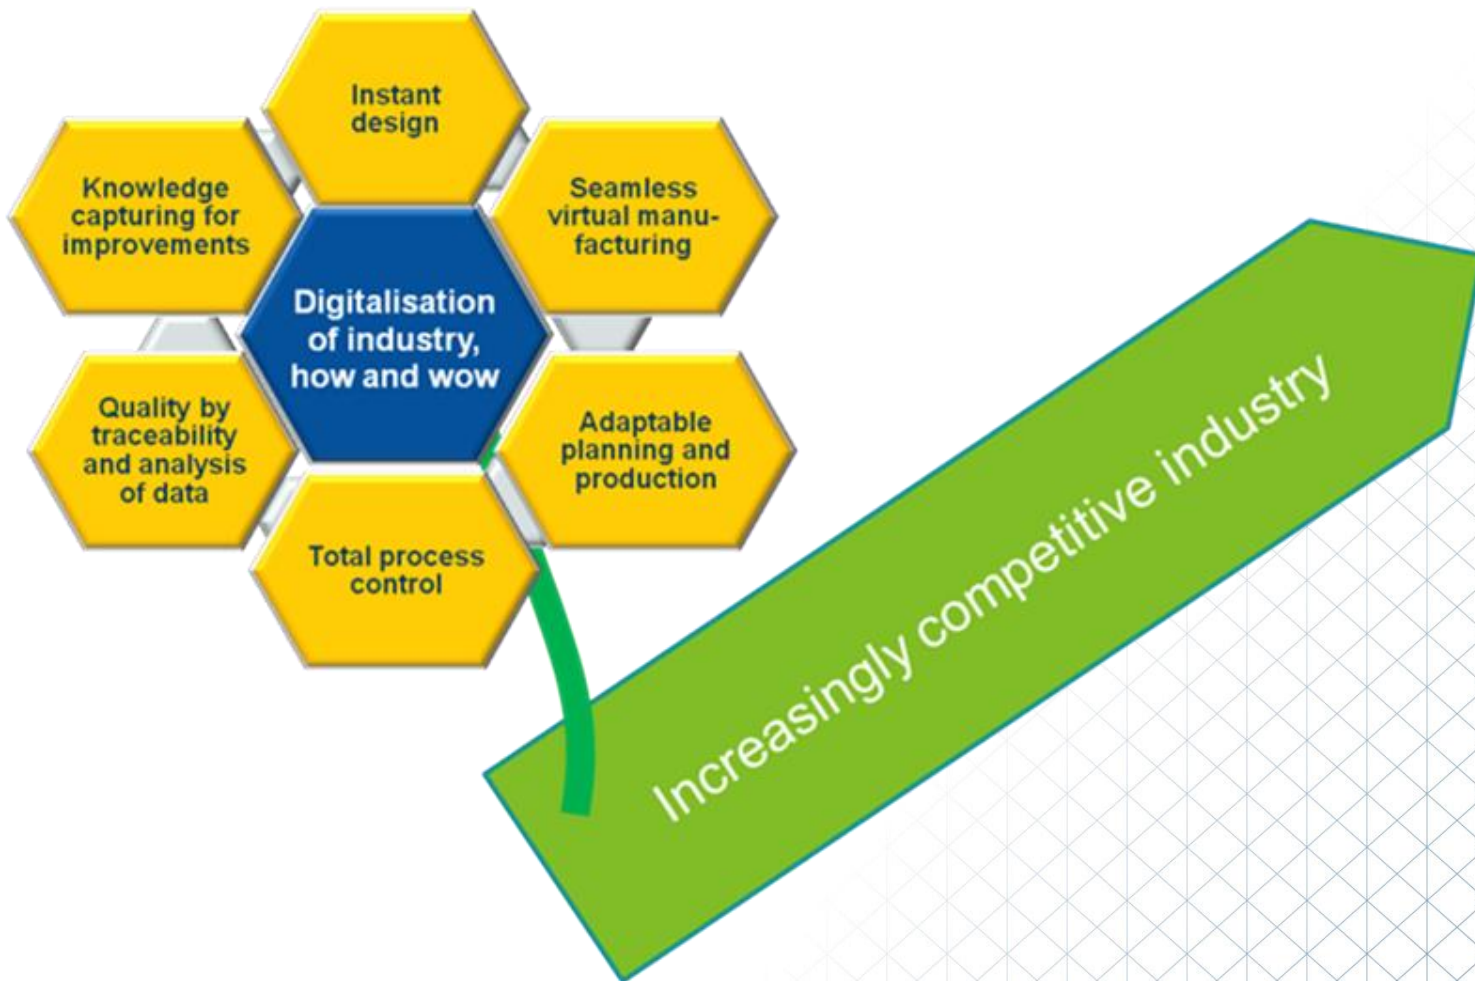 Instant
design
Knowledge
capturing for
improvements
Seamless
virtual manu-
facturing
Digitalisation
of industry,
how and wow
Quality by
traceability
and analysis
of data
Adaptable
planning and
production
Total process
control
Increasingly competitive industry